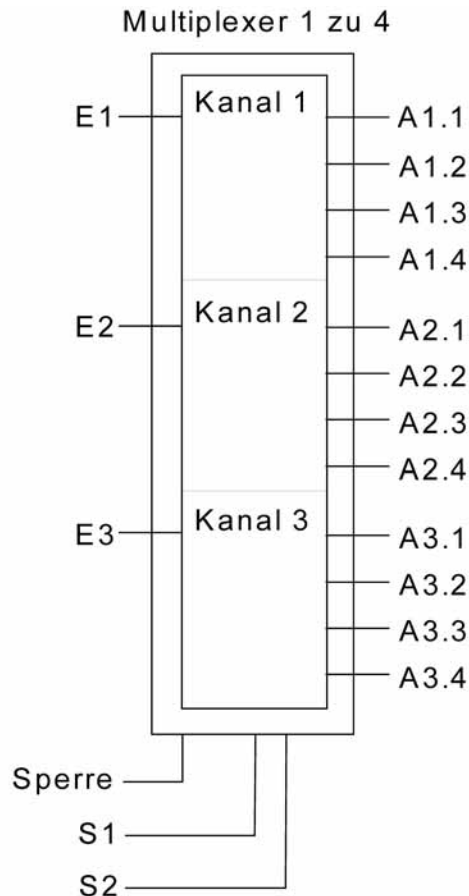 Multiplexer 1 zu 4
E1
Kanal 1
A1.1
A1.2
A1.3
A1.4
E2
Kanal 2
A2.1
A2.2
A2.3
A2.4
E3
Kanal 3
A3.1
A3.2
A3.3
A3.4
Sperre
S1
S2